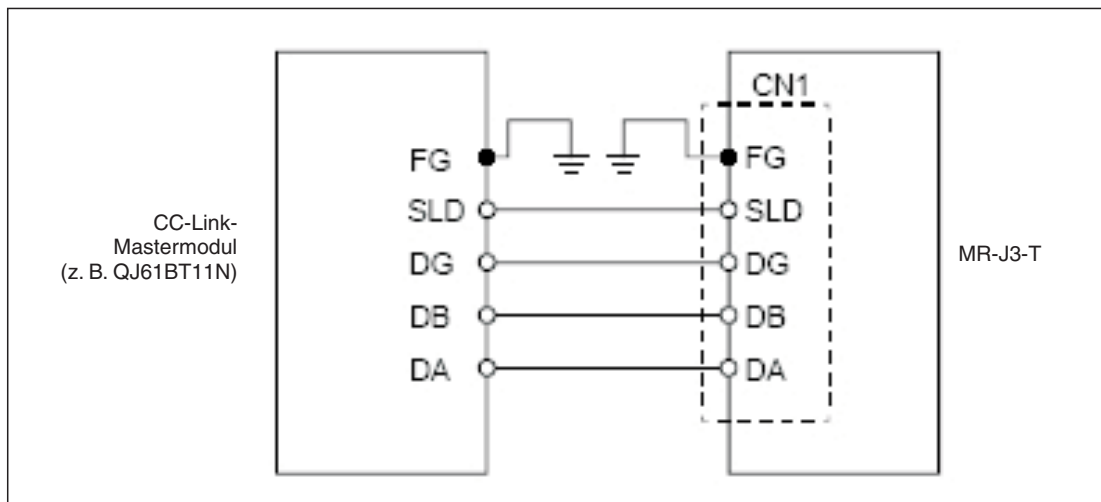 CC-Link-
Mastermodul
(z. B. QJ61BT11N)
FG
SLD
DG
DB
DA
CN1
FG
SLD
DG
DB
DA
MR-J3-T